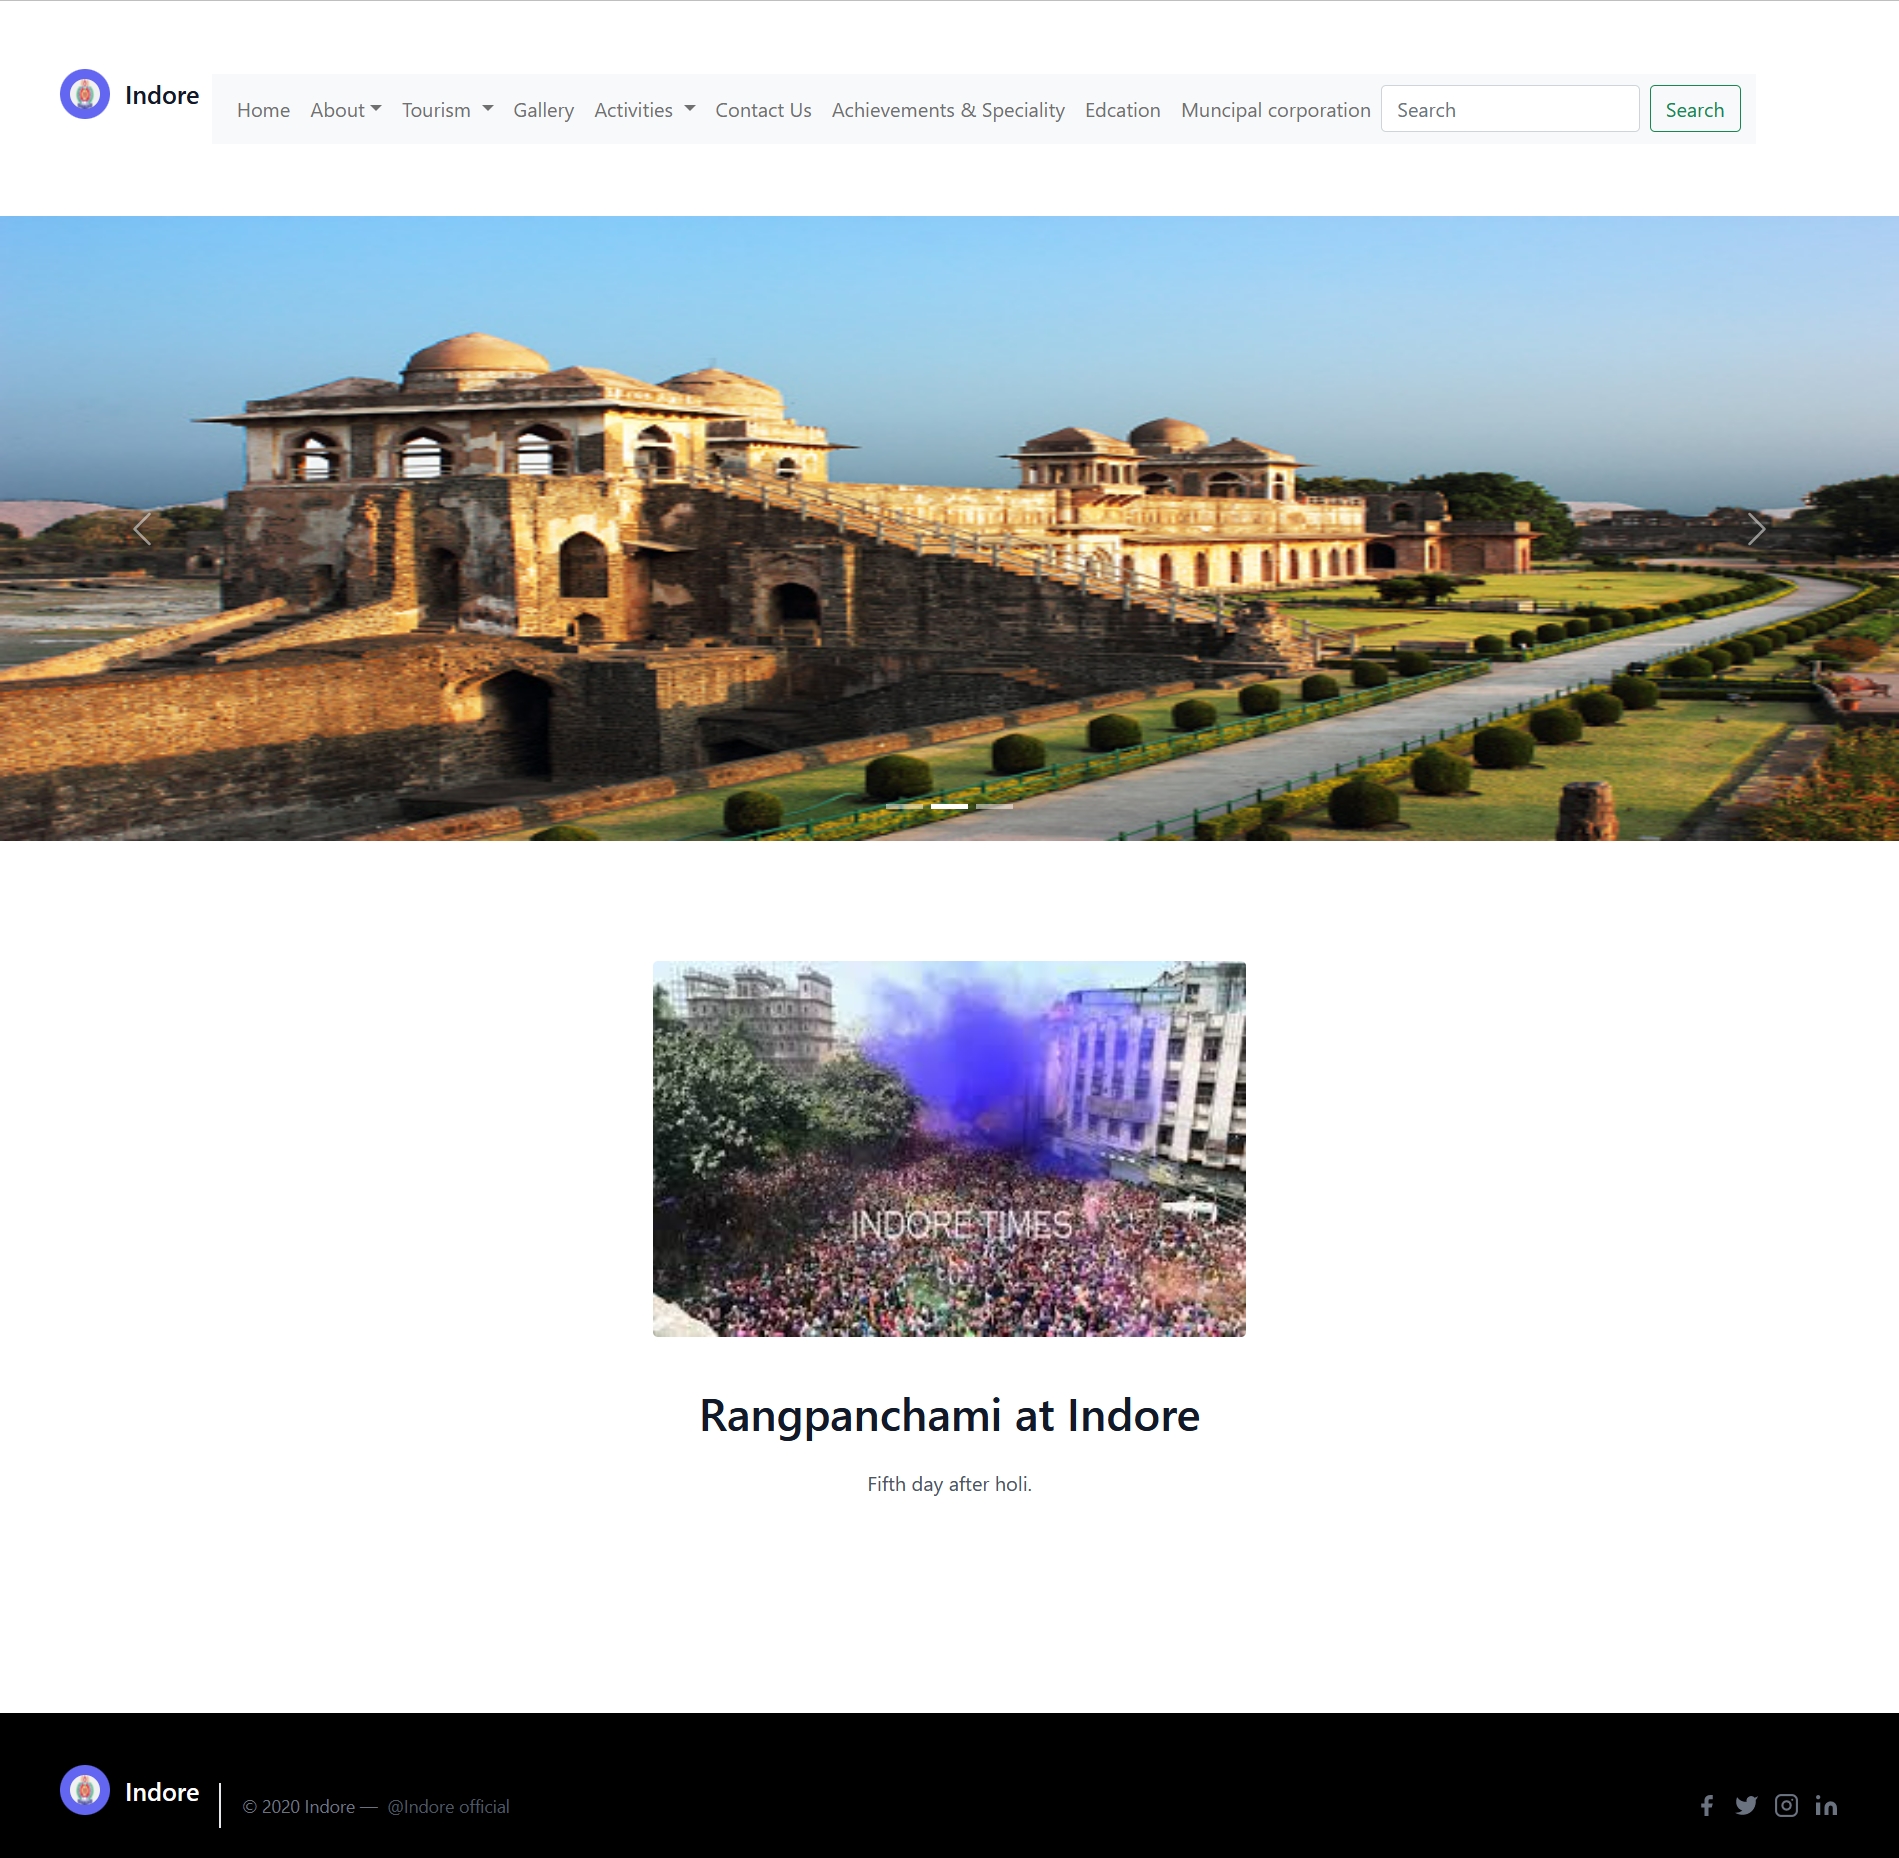 Indore
Home About Tourism Gallery Activities Contact Us Achievements & Speciality Edcation Muncipal corporation Search Search
INDORE TIMES
Rangpanchami at Indore
Fifth day after holi.
Indore
© 2020 Indore — @Indore official